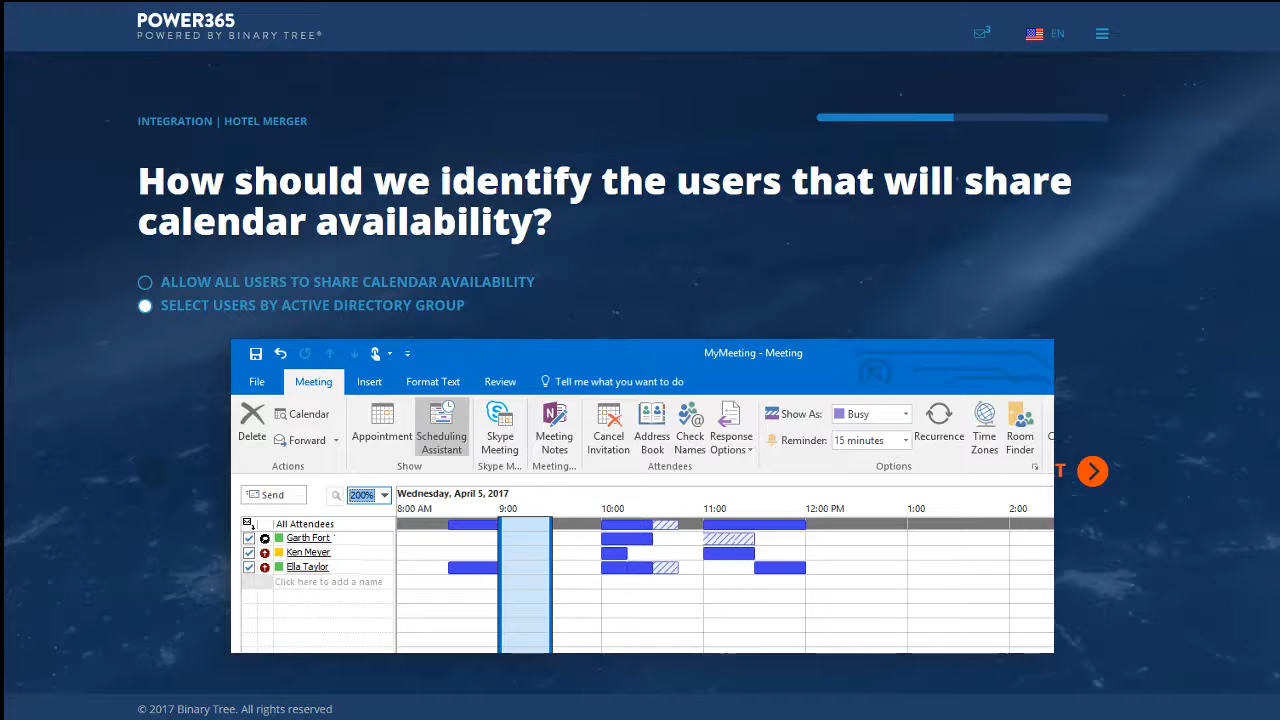 POWER365
POWERED BY BINARY TREE®
3
EN
INTEGRATION | HOTEL MERGER
How should we identify the users that will share
calendar availability?
ALLOW ALL USERS TO SHARE CALENDAR AVAILABILITY
SELECT USERS BY ACTIVE DIRECTORY GROUP
MyMeeting - Meeting
File Meeting Insert Format Text Review Tell me what you want to do
Delete
Calendar
Forward
Actions
Appointment
Scheduling
Assistant
Show
Skype
Meeting
Skype M...
Meeting
Notes
Meeting...
Cancel
Invitation
Address
Book
Check
Names
Response
Options
Attendees
Show As: Busy
Reminder: 15 minutes
Recurrence
Time
Zones
Room
Finder
Options
T
Send
200%
Wednesday, April 5, 2017
8:00 AM 9:00 10:00 11:00 12:00 PM 1:00 2:00
All Attendees
Garth Fort
Ken Meyer
Ella Taylor
Click here to add a name
© 2017 Binary Tree. All rights reserved